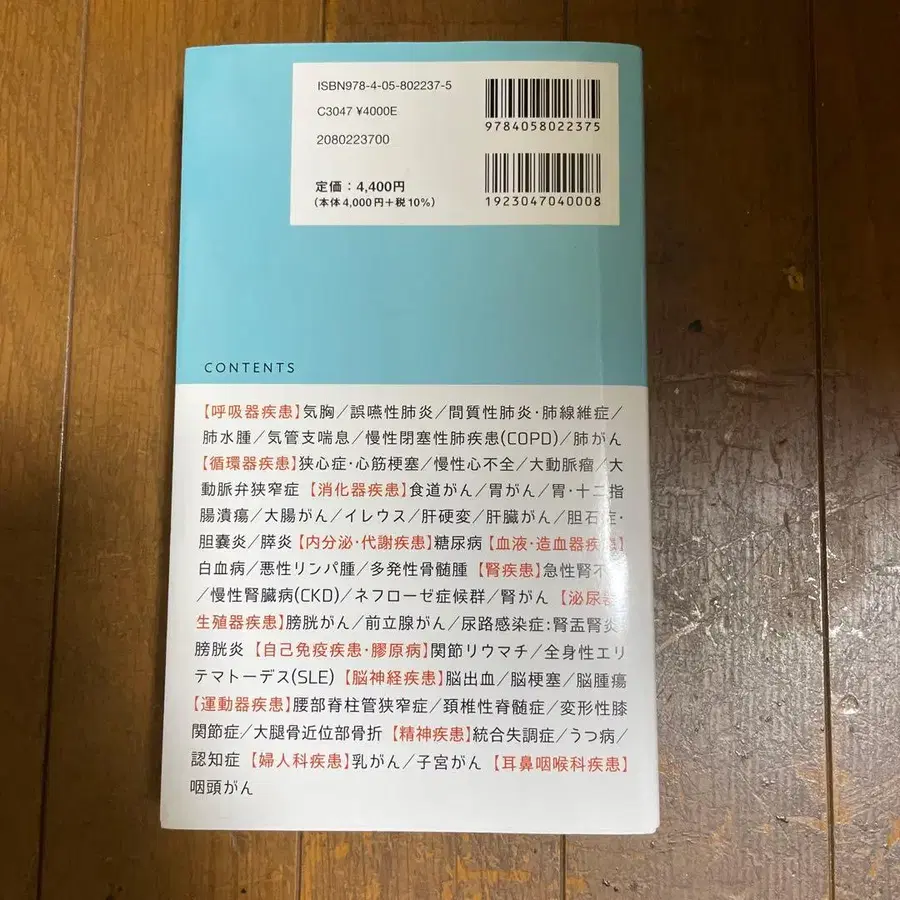 ISBN978-4-05-802237-5
C3047 ¥4000E
2080223700
定価：4,400円
(本体4,000円＋税10%)
9784058022375
1923047040008
CONTENTS
【呼吸器疾患】気胸／誤嚥性肺炎／間質性肺炎・肺線維症／
肺水腫／気管支喘息／慢性閉塞性肺疾患(COPD)／肺がん
【循環器疾患】狭心症・心筋梗塞／慢性心不全／大動脈瘤／大
動脈弁狭窄症【消化器疾患】食道がん／胃がん／胃・十二指
腸潰瘍／大腸がん／イレウス／肝硬変／肝臓がん／胆石症・
胆嚢炎／膵炎【内分泌・代謝疾患】糖尿病【血液・造血器疾患】
白血病／悪性リンパ腫／多発性骨髄腫【腎疾患】急性腎不
／慢性腎臓病(CKD)／ネフローゼ症候群／腎がん【泌尿器
生殖器疾患】膀胱がん／前立腺がん／尿路感染症：腎盂腎炎
膀胱炎【自己免疫疾患・膠原病】関節リウマチ／全身性エリ
テマトーデス(SLE)【脳神経疾患】脳出血／脳梗塞／脳腫瘍
【運動器疾患】腰部脊柱管狭窄症／頚椎性脊髄症／変形性膝
関節症／大腿骨近位部骨折【精神疾患】統合失調症／うつ病／
認知症【婦人科疾患】乳がん／子宮がん【耳鼻咽喉科疾患】
咽頭がん